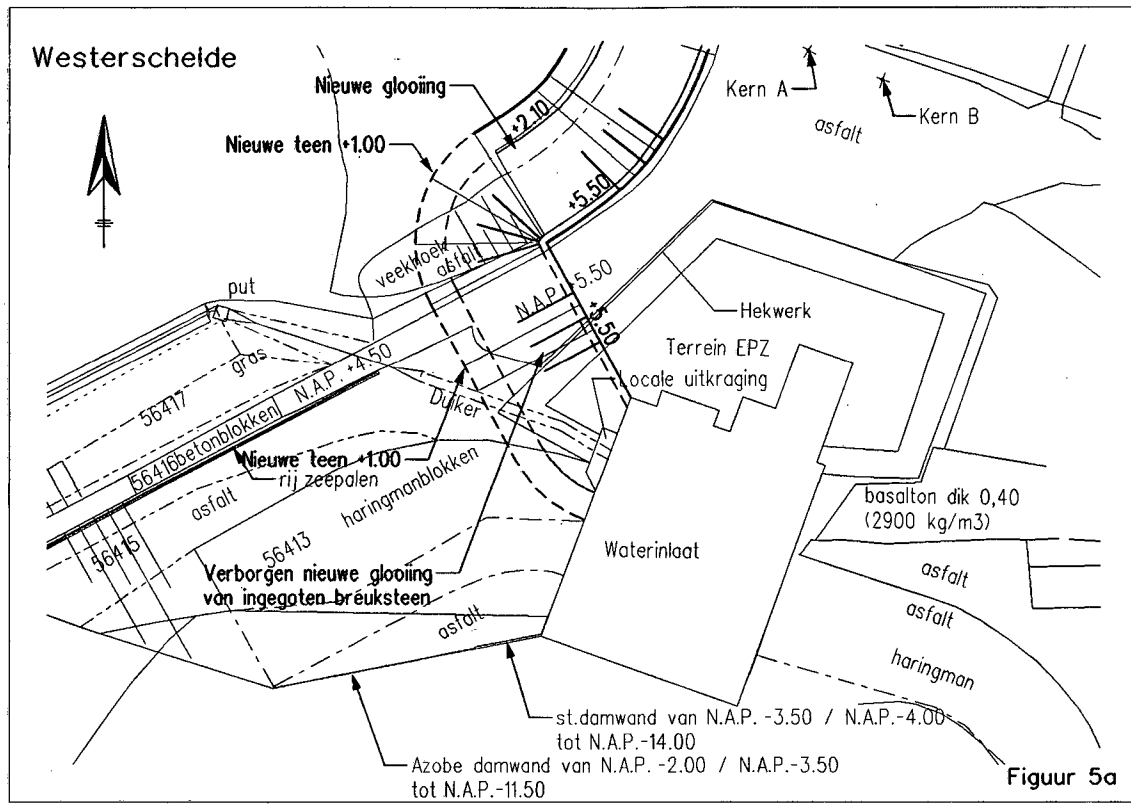 Westerschelde
Nieuwe glooiing
Kern A
Kern B
asfalt
+2.10
Nieuwe teen +1.00
+5.50
veekhoek
asfalt
put
N.A.P. +5.50
+5.50
Hekwerk
Terrein EPZ
Locale uitkraging
gras
N.A.P. +4.50
Duiker
56417
56416 betonblokken
Nieuwe teen +1.00
rij zeepalen
haringmanblokken
asfalt
basalton dik 0,40
(2900 kg/m3)
56415
56413
Waterinlaat
Verborgen nieuwe glooiing
van ingegoten breuksteen
asfalt
asfalt
asfalt
haringman
st.damwand van N.A.P. -3.50 / N.A.P.-4.00
tot N.A.P.-14.00
Azobe damwand van N.A.P. -2.00 / N.A.P.-3.50
tot N.A.P.-11.50
Figuur 5a